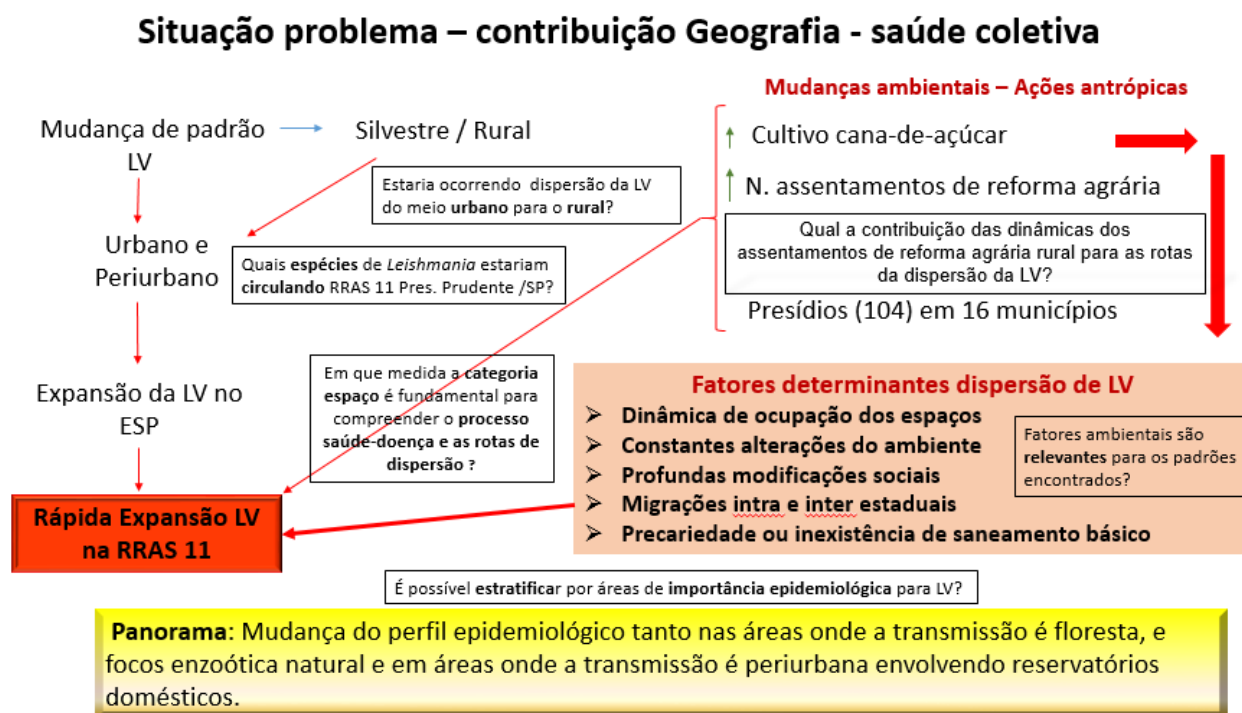 Situação problema – contribuição Geografia - saúde coletiva
Mudança de padrão
LV
Silvestre / Rural
Estaria ocorrendo dispersão da LV
do meio urbano para o rural?
Urbano e
Periurbano
Quais espécies de Leishmania estariam
circulando RRAS 11 Pres. Prudente /SP?
Expansão da LV no
ESP
Em que medida a categoria
espaço é fundamental para
compreender o processo
saúde-doença e as rotas de
dispersão ?
Rápida Expansão LV
na RRAS 11
Mudanças ambientais – Ações antrópicas
Cultivo cana-de-açúcar
N. assentamentos de reforma agrária
Qual a contribuição das dinâmicas dos
assentamentos de reforma agrária rural para as rotas
da dispersão da LV?
Presídios (104) em 16 municípios
Fatores determinantes dispersão de LV
➢ Dinâmica de ocupação dos espaços
➢ Constantes alterações do ambiente
➢ Profundas modificações sociais
➢ Migrações intra e inter estaduais
➢ Precariedade ou inexistência de saneamento básico
Fatores ambientais são
relevantes para os padrões
encontrados?
É possível estratificar por áreas de importância epidemiológica para LV?
Panorama: Mudança do perfil epidemiológico tanto nas áreas onde a transmissão é floresta, e
focos enzoótica natural e em áreas onde a transmissão é periurbana envolvendo reservatórios
domésticos.